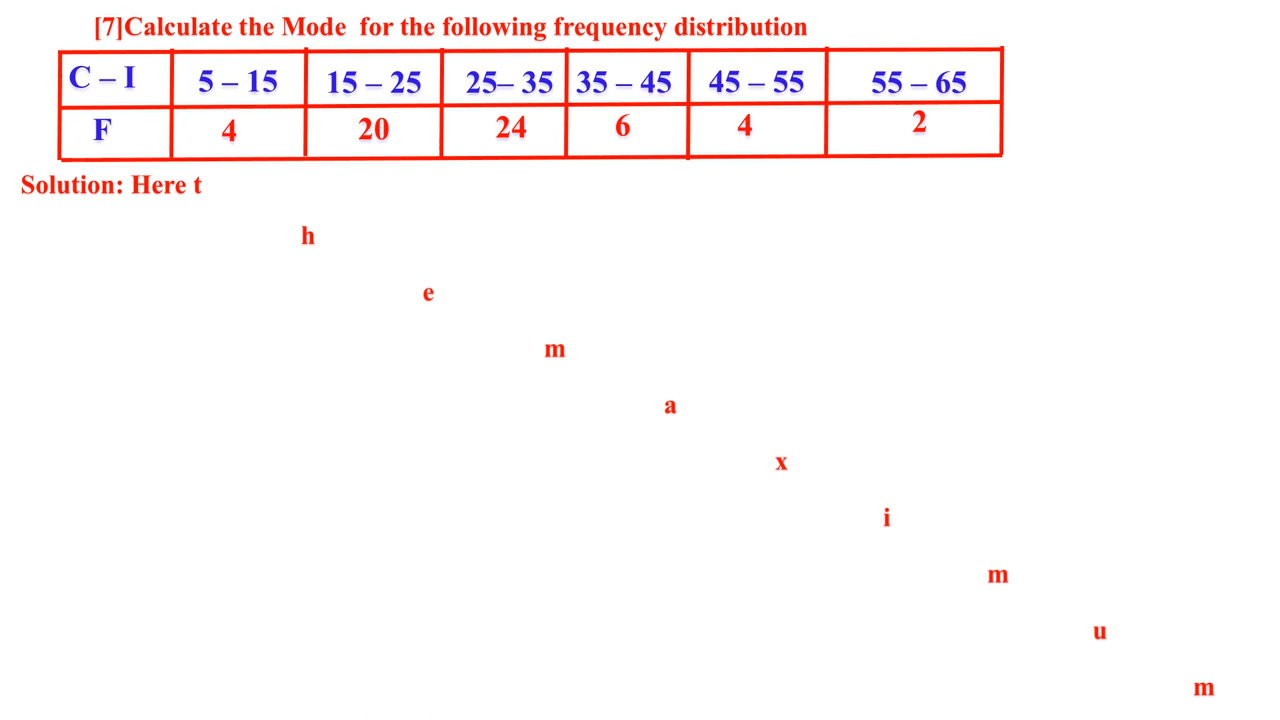 [7]Calculate the Mode for the following frequency distribution
C – I 5 – 15 15 – 25 25– 35 35 – 45 45 – 55 55 – 65
F 4 20 24 6 4 2
Solution: Here t
h
e
m
a
x
i
m
u
m